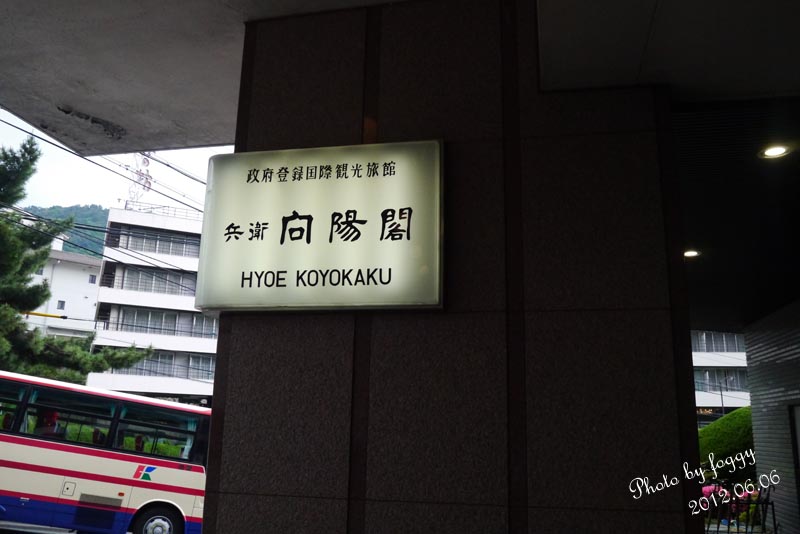 政府登録国際観光旅館
兵衛 向陽閣
HYOE KOYOKAKU
Photo by foggy
2012.06.06